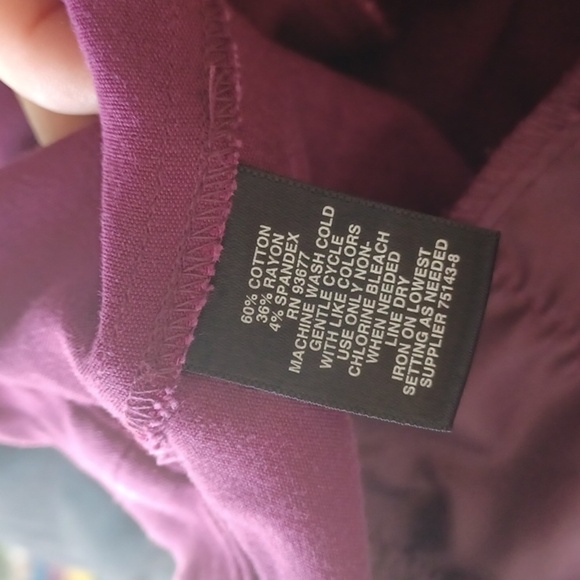 60% COTTON
36% RAYON
4% SPANDEX
RN 93677
MACHINE WASH COLD
GENTLE CYCLE
WITH LIKE COLORS
USE ONLY NON-
CHLORINE BLEACH
WHEN NEEDED
LINE DRY
IRON ON LOWEST
SETTING AS NEEDED
SUPPLIER 75143-8